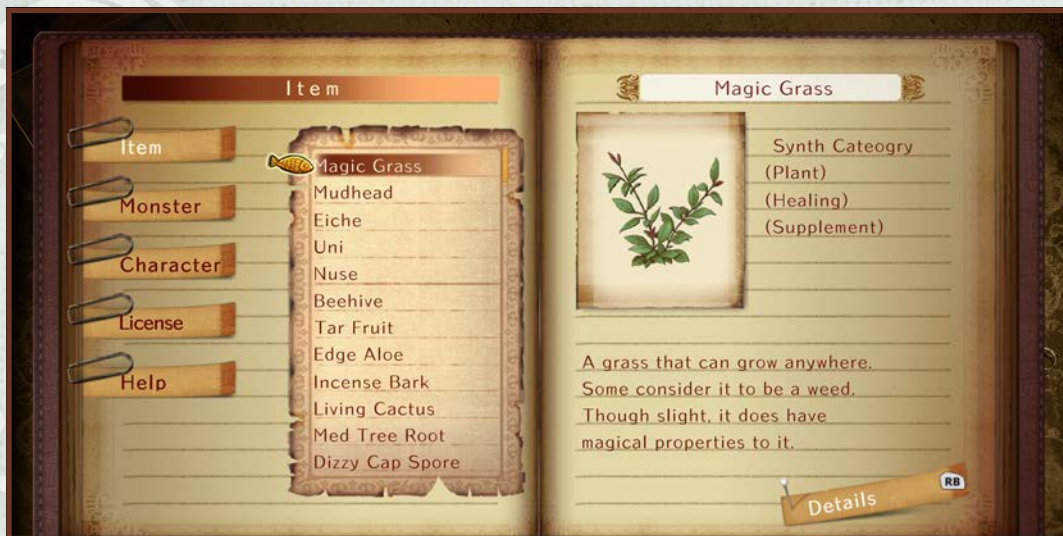 Item
Magic Grass
Item
Monster
Character
License
Help
Magic Grass
Mudhead
Eiche
Uni
Nuse
Beehive
Tar Fruit
Edge Aloe
Incense Bark
Living Cactus
Med Tree Root
Dizzy Cap Spore
Synth Cateogry
(Plant)
(Healing)
(Supplement)
A grass that can grow anywhere.
Some consider it to be a weed.
Though slight, it does have
magical properties to it.
Details
RB